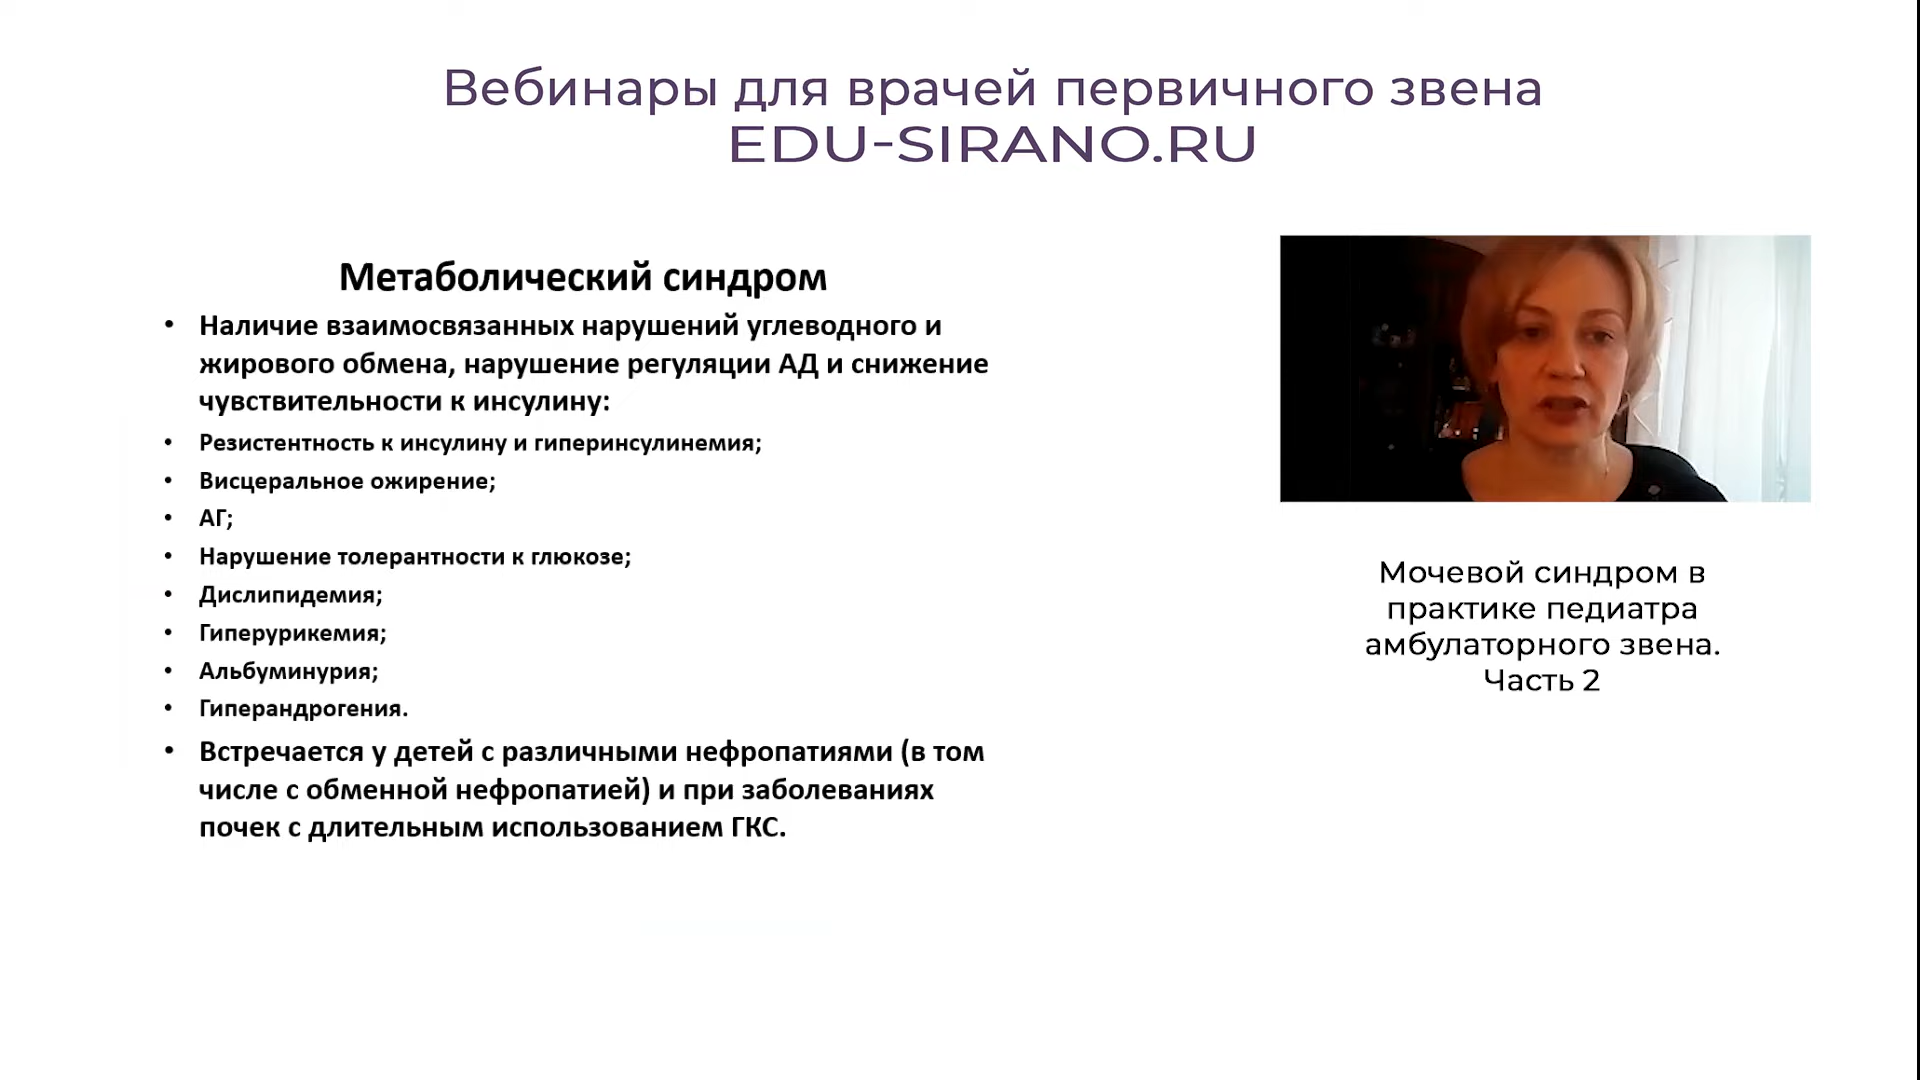 Вебинары для врачей первичного звена
EDU-SIRANO.RU
Метаболический синдром
• Наличие взаимосвязанных нарушений углеводного и
жирового обмена, нарушение регуляции АД и снижение
чувствительности к инсулину:
• Резистентность к инсулину и гиперинсулинемия;
• Висцеральное ожирение;
• АГ;
• Нарушение толерантности к глюкозе;
• Дислипидемия;
• Гиперурикемия;
• Альбуминурия;
• Гиперандрогения.
• Встречается у детей с различными нефропатиями (в том
числе с обменной нефропатией) и при заболеваниях
почек с длительным использованием ГКС.
Мочевой синдром в
практике педиатра
амбулаторного звена.
Часть 2